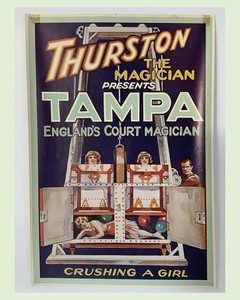 THURSTON
THE
MAGICIAN
PRESENTS
TAMPA
ENGLAND'S COURT MAGICIAN
CRUSHING A GIRL